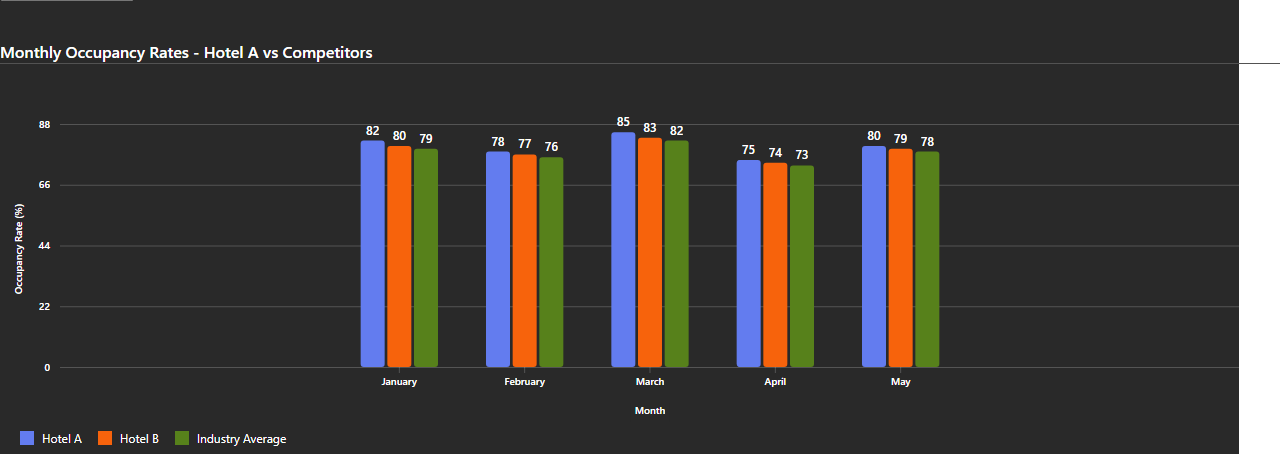 Monthly Occupancy Rates - Hotel A vs Competitors
88
66
44
22
0
Occupancy Rate (%)
82 80 79
78 77 76
85 83 82
75 74 73
80 79 78
January February March April May
Month
Hotel A Hotel B Industry Average